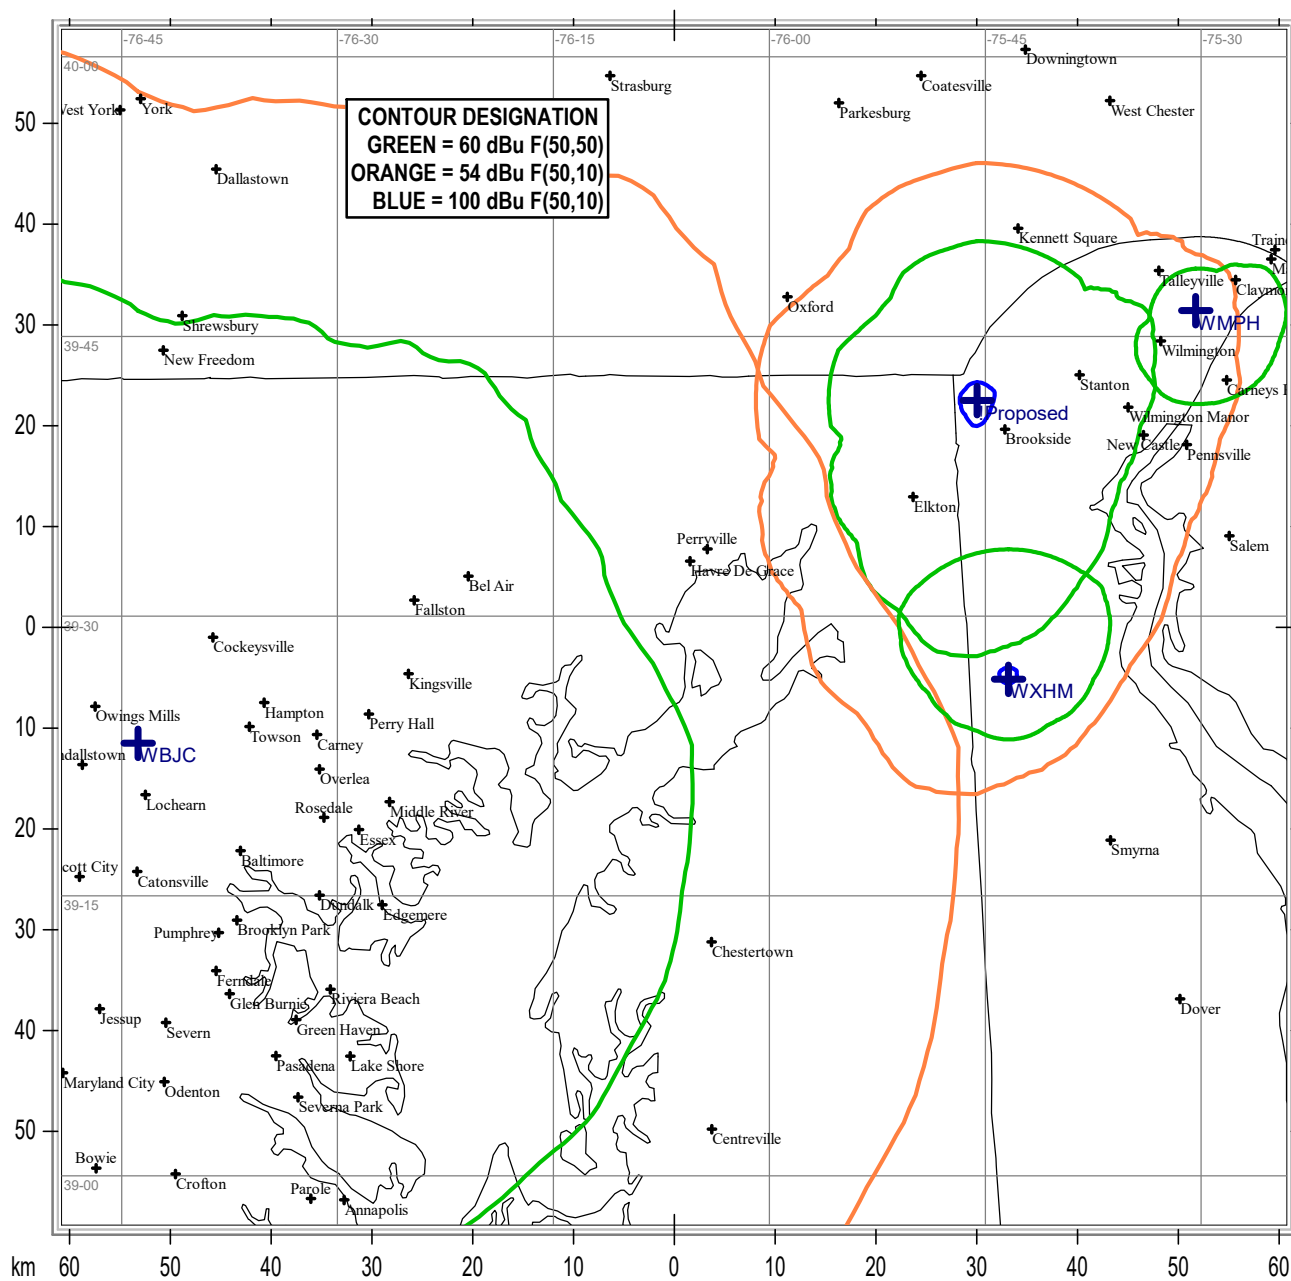 -76-45
-76-30
-76-15
-76-00
-75-45
-75-30
40-00
Downingtown
Strasburg
Coatesville
West York
York
Parkesburg
West Chester
50
CONTOUR DESIGNATION
GREEN = 60 dBu F(50,50)
ORANGE = 54 dBu F(50,10)
BLUE = 100 dBu F(50,10)
Dallastown
40
Kennett Square
Talleyville
Oxford
30
Shrewsbury
WMPH
39-45
New Freedom
Wilmington
Stanton
20
Proposed
Wilmington Manor
Brookside
New Castle
Pennsville
10
Elkton
Perryville
Salem
Havre De Grace
Bel Air
Fallston
0
39-30
Cockeysville
Kingsville
WXHM
Owings Mills
Hampton
Perry Hall
10
Towson
Carney
WBJC
Overlea
Lochearn
Rosedale
Middle River
20
Essex
Smyrna
Baltimore
cott City
Catonsville
39-15
Dundalk
Edgemere
30
Pumphrey
Brooklyn Park
Chestertown
Ferndale
Glen Burnie
Riviera Beach
Jessup
Severn
Green Haven
Dover
40
Pasadena
Lake Shore
Maryland City
Odenton
Severna Park
50
Centreville
Bowie
39-00
Crofton
Parole
Annapolis
km 60 50 40 30 20 10 0 10 20 30 40 50 60